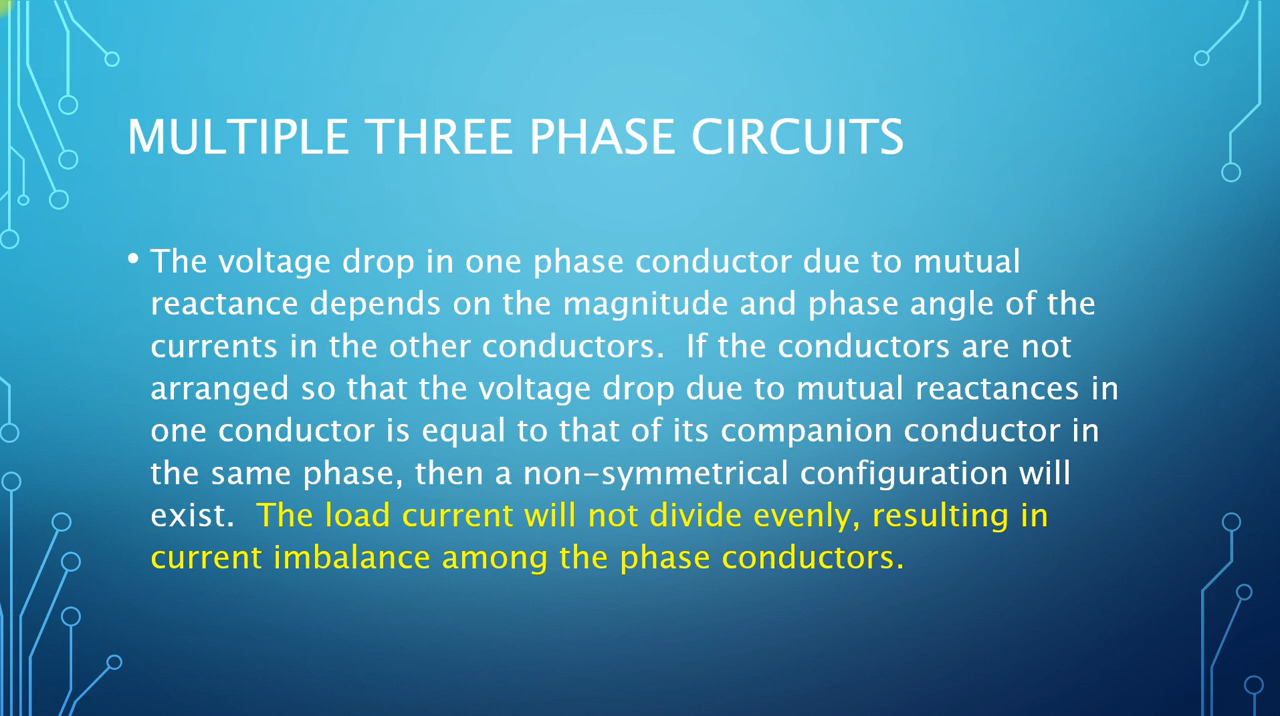 MULTIPLE THREE PHASE CIRCUITS
• The voltage drop in one phase conductor due to mutual
reactance depends on the magnitude and phase angle of the
currents in the other conductors.  If the conductors are not
arranged so that the voltage drop due to mutual reactances in
one conductor is equal to that of its companion conductor in
the same phase, then a non-symmetrical configuration will
exist.  The load current will not divide evenly, resulting in
current imbalance among the phase conductors.